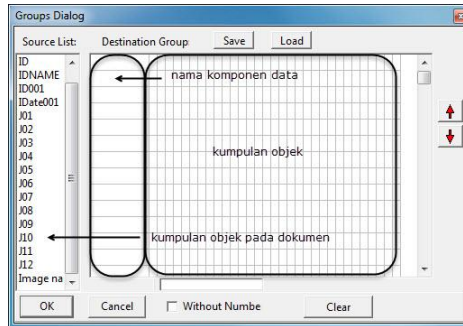 Groups Dialog
Source List: Destination Group: Save Load
ID
IDNAME
ID001
IDate001
J01
J02
J03
J04
J05
J06
J07
J08
J09
J10
J11
J12
Image na
nama komponen data
kumpulan objek
kumpulan objek pada dokumen
OK Cancel Without Numbe Clear